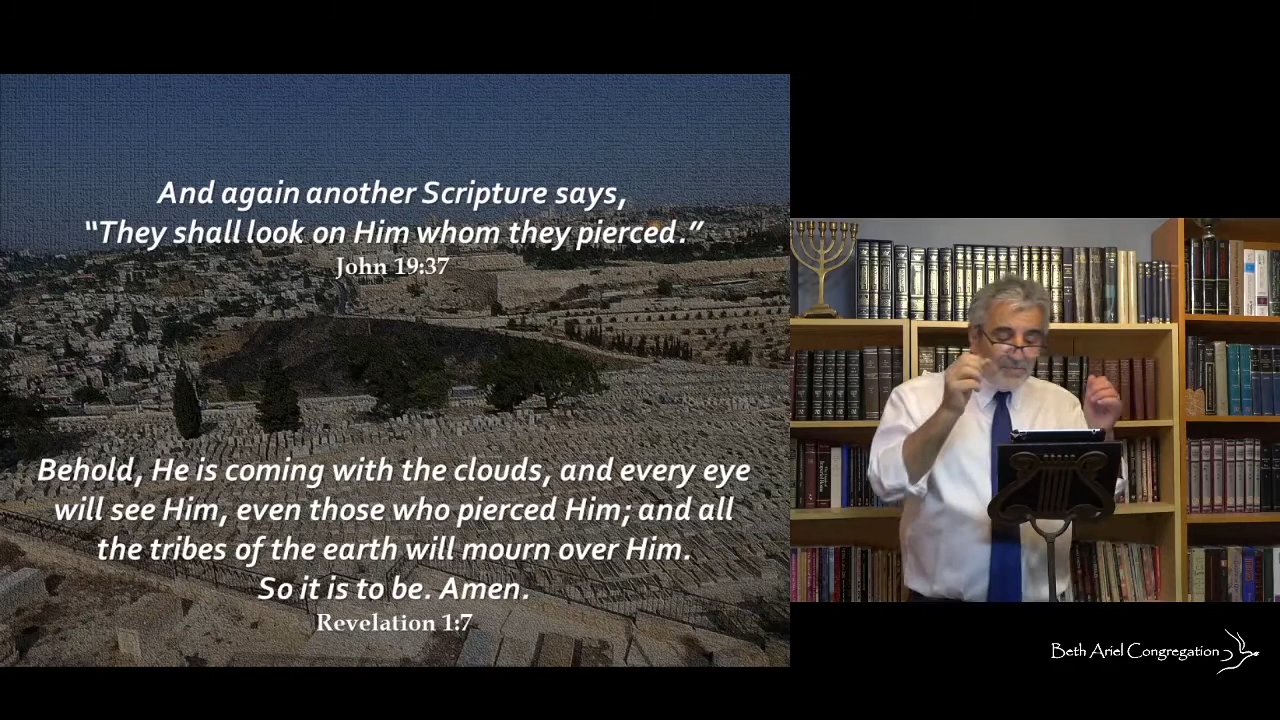 And again another Scripture says,
“They shall look on Him whom they pierced.”
John 19:37
Behold, He is coming with the clouds, and every eye
will see Him, even those who pierced Him; and all
the tribes of the earth will mourn over Him.
So it is to be. Amen.
Revelation 1:7
Beth Ariel Congregation